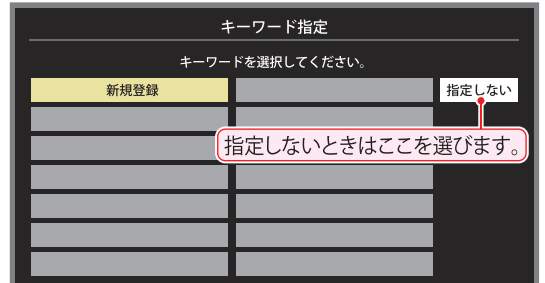 キーワード指定
キーワードを選択してください。
新規登録
指定しない
指定しないときはここを選びます。